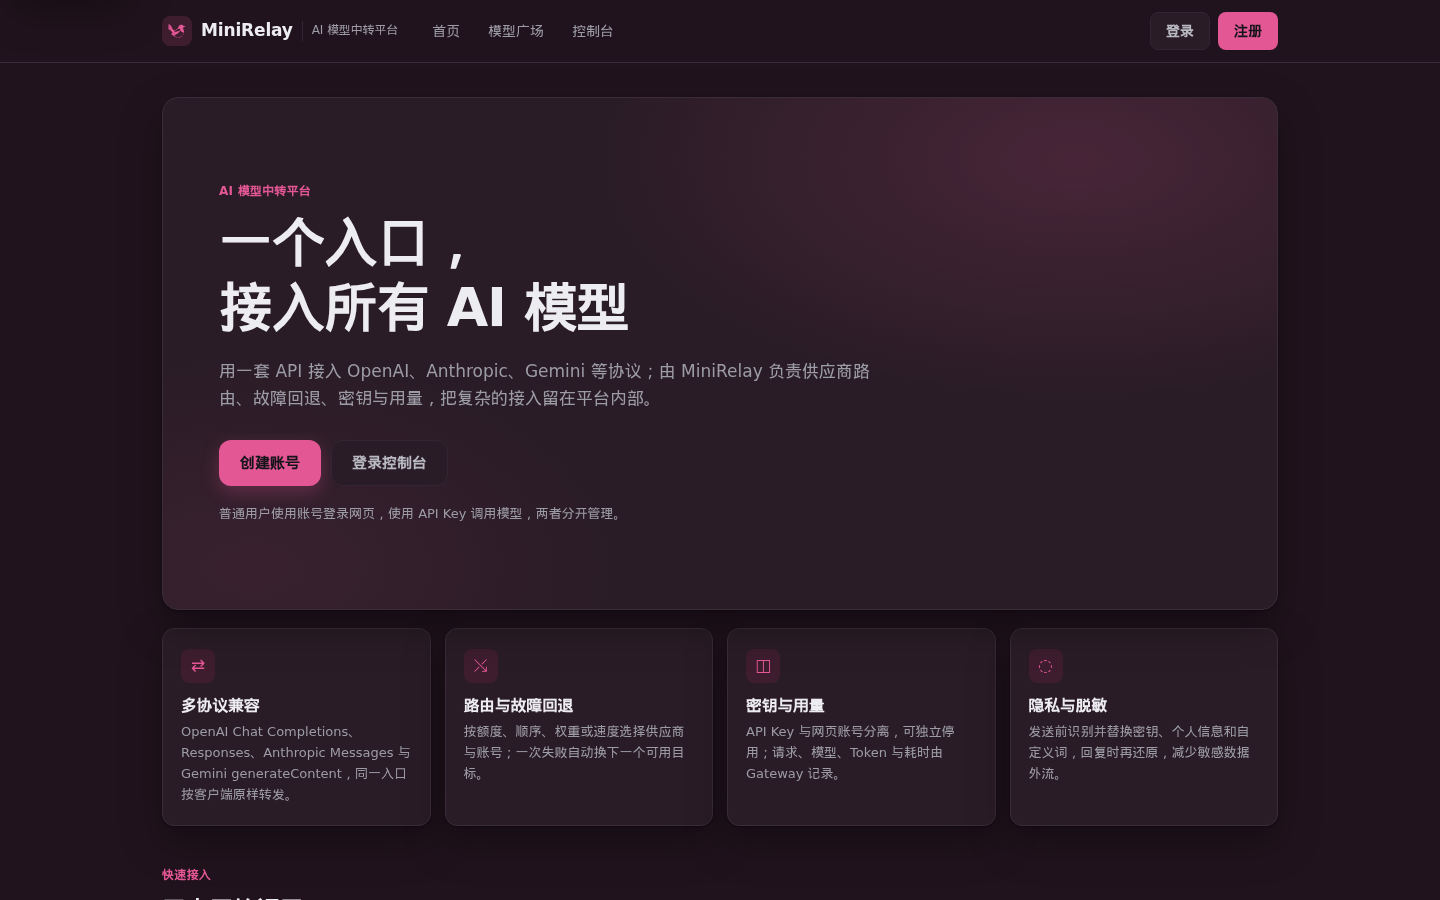 MiniRelay
AI 模型中转平台
首页
模型广场
控制台
登录
注册
AI 模型中转平台
一个入口，
接入所有 AI 模型
用一套 API 接入 OpenAI、Anthropic、Gemini 等协议；由 MiniRelay 负责供应商路
由、故障回退、密钥与用量，把复杂的接入留在平台内部。
创建账号
登录控制台
普通用户使用账号登录网页，使用 API Key 调用模型，两者分开管理。
多协议兼容
OpenAI Chat Completions、
Responses、Anthropic Messages 与
Gemini generateContent，同一入口
按客户端原样转发。
路由与故障回退
按额度、顺序、权重或速度选择供应商
与账号；一次失败自动换下一个可用目
标。
密钥与用量
API Key 与网页账号分离，可独立停
用；请求、模型、Token 与耗时由
Gateway 记录。
隐私与脱敏
发送前识别并替换密钥、个人信息和自
定义词，回复时再还原，减少敏感数据
外流。
快速接入